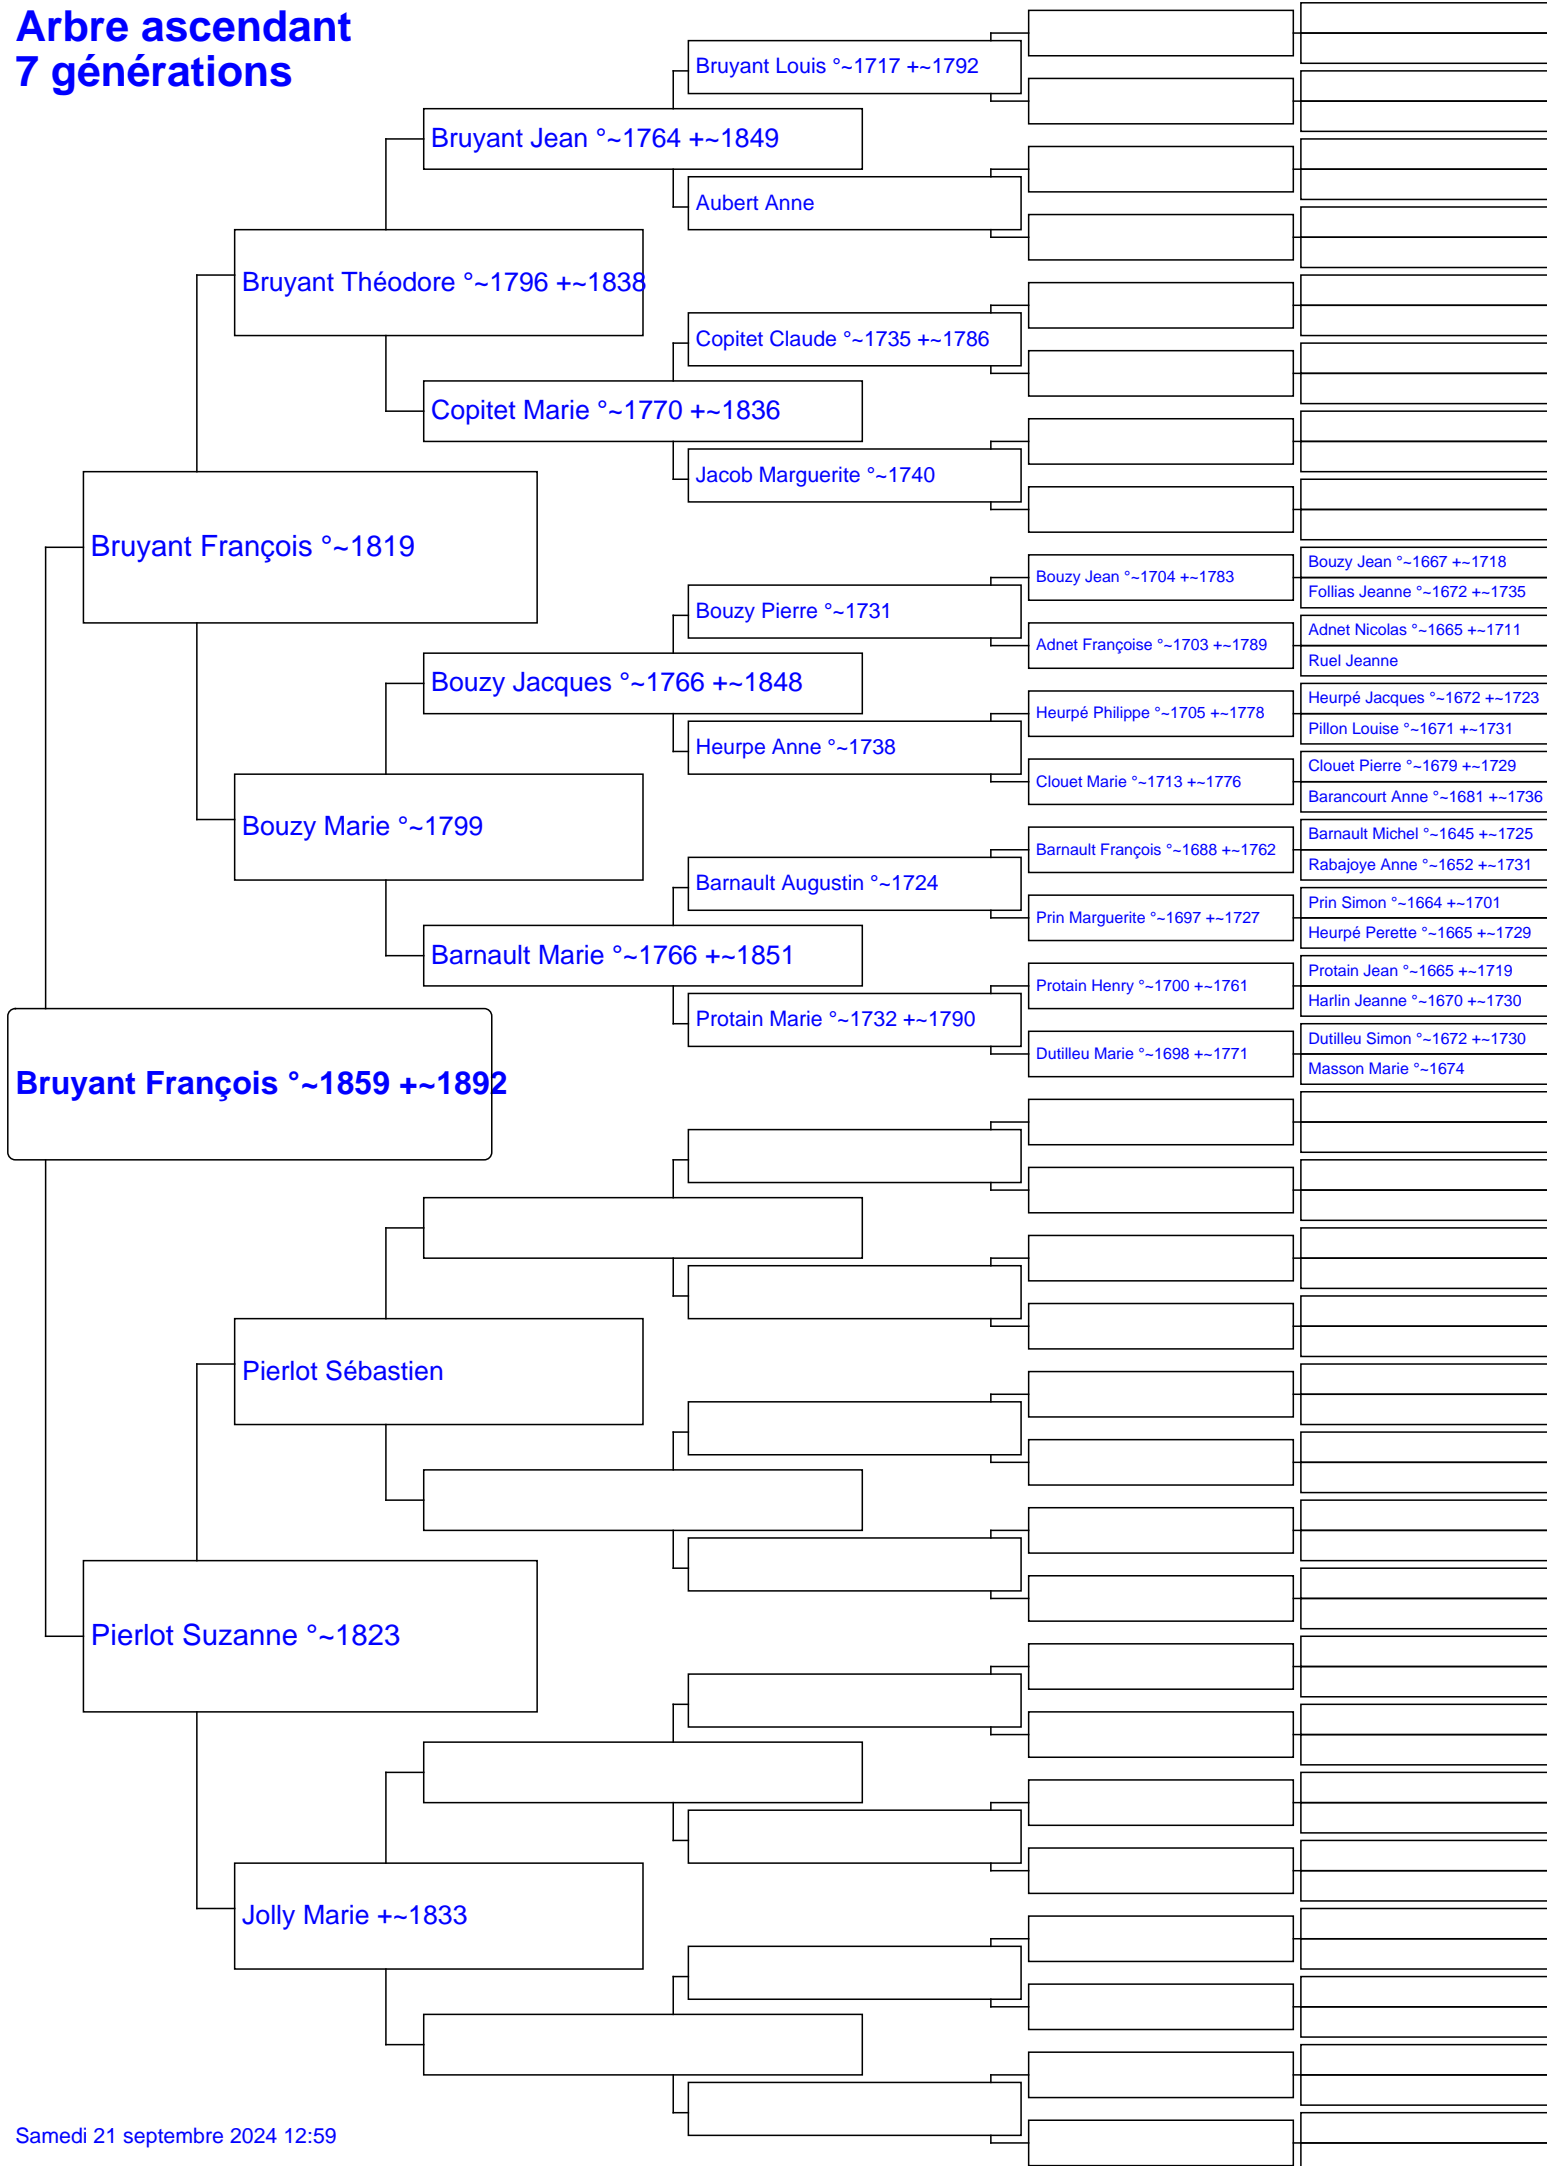 Arbre ascendant
7 générations
Bruyant Louis °~1717 +~1792
Bruyant Jean °~1764 +~1849
Aubert Anne
Bruyant Théodore °~1796 +~1838
Copitet Claude °~1735 +~1786
Copitet Marie °~1770 +~1836
Jacob Marguerite °~1740
Bruyant François °~1819
Bouzy Jean °~1667 +~1718
Bouzy Jean °~1704 +~1783
Follias Jeanne °~1672 +~1735
Bouzy Pierre °~1731
Adnet Nicolas °~1665 +~1711
Adnet Françoise °~1703 +~1789
Ruel Jeanne
Bouzy Jacques °~1766 +~1848
Heurpé Jacques °~1672 +~1723
Heurpé Philippe °~1705 +~1778
Pillon Louise °~1671 +~1731
Heurpe Anne °~1738
Clouet Pierre °~1679 +~1729
Clouet Marie °~1713 +~1776
Barancourt Anne °~1681 +~1736
Bouzy Marie °~1799
Barnault Michel °~1645 +~1725
Barnault François °~1688 +~1762
Rabajoye Anne °~1652 +~1731
Barnault Augustin °~1724
Prin Simon °~1664 +~1701
Prin Marguerite °~1697 +~1727
Heurpé Perette °~1665 +~1729
Barnault Marie °~1766 +~1851
Protain Jean °~1665 +~1719
Protain Henry °~1700 +~1761
Harlin Jeanne °~1670 +~1730
Protain Marie °~1732 +~1790
Dutilleu Simon °~1672 +~1730
Dutilleu Marie °~1698 +~1771
Masson Marie °~1674
Bruyant François °~1859 +~1892
Pierlot Sébastien
Pierlot Suzanne °~1823
Jolly Marie +~1833
Samedi 21 septembre 2024 12:59